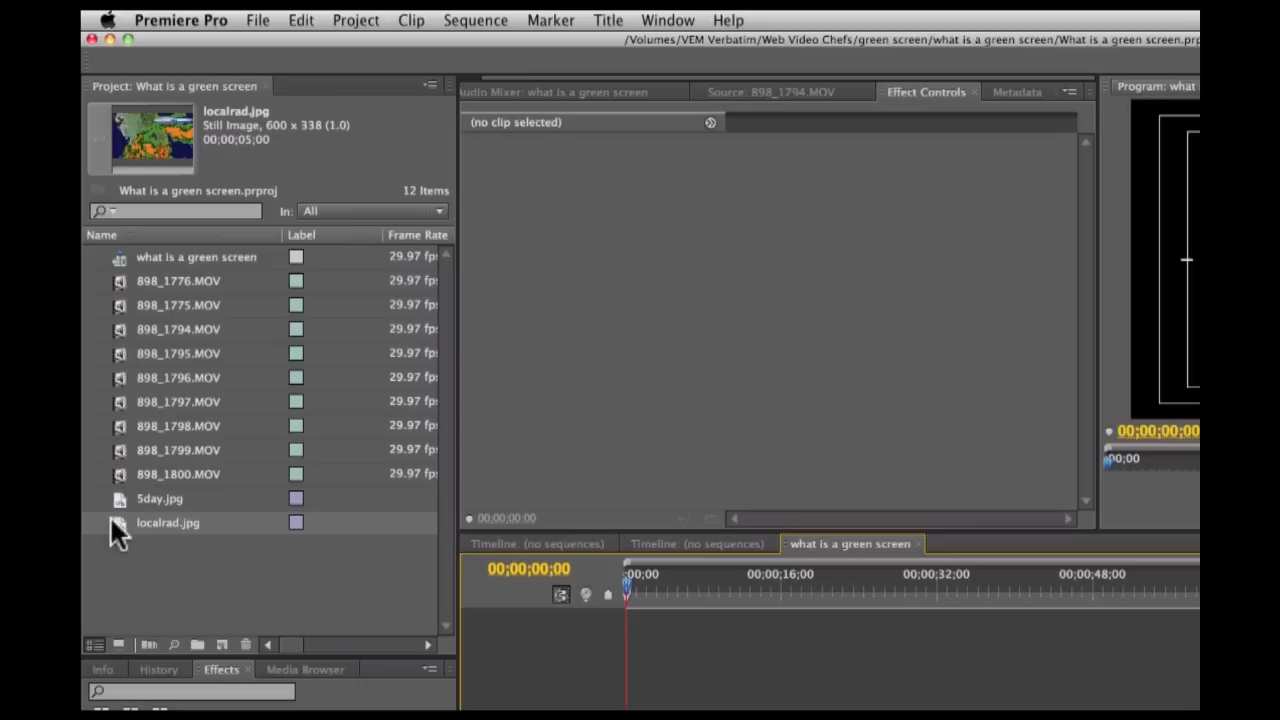 Premiere Pro File Edit Project Clip Sequence Marker Title Window Help
/Volumes/VEM Verbatim/Web Video Chefs/green screen/what is a green screen/What is a green screen.prp
Project: What is a green screen
localrad.jpg
Still Image, 600 x 338 (1.0)
00;00;05;00
What is a green screen.prproj 12 Items
In: All
Name Label Frame Rate
what is a green screen 29.97 fp
898_1776.MOV 29.97 fp
898_1775.MOV 29.97 fp
898_1794.MOV 29.97 fp
898_1795.MOV 29.97 fp
898_1796.MOV 29.97 fp
898_1797.MOV 29.97 fp
898_1798.MOV 29.97 fp
898_1799.MOV 29.97 fp
898_1800.MOV 29.97 fp
5day.jpg
localrad.jpg
Info History Effects Media Browser
udio Mixer: what is a green screen Source: 898_1794.MOV Effect Controls Metadata
(no clip selected)
00;00;00;00
Program: what
00;00;00;00
00;00
Timeline: (no sequences) Timeline: (no sequences) what is a green screen
00;00;00;00
;00;00 00;00;16;00 00;00;32;00 00;00;48;00